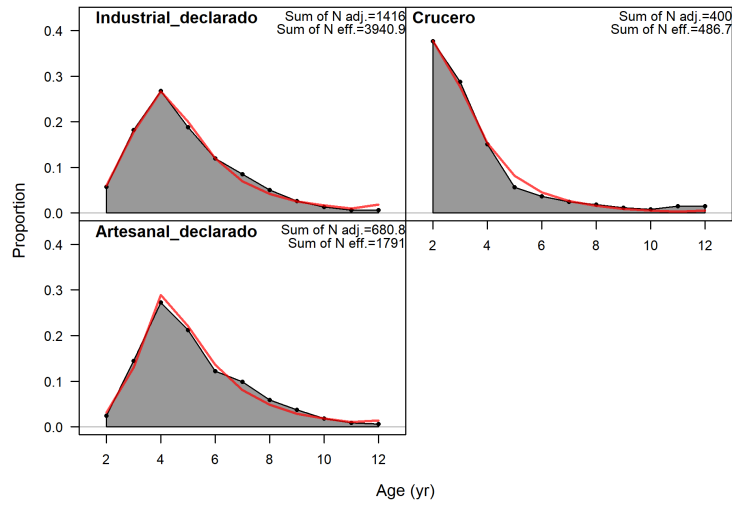 Industrial_declarado
Sum of N adj.=1416
Sum of N eff.=3940.9
Crucero
Sum of N adj.=400
Sum of N eff.=486.7
0.4
0.3
0.2
0.1
0.0
Artesanal_declarado
Sum of N adj.=680.8
Sum of N eff.=1791
2 4 6 8 10 12
0.4
0.3
0.2
0.1
0.0
2 4 6 8 10 12
Proportion
Age (yr)